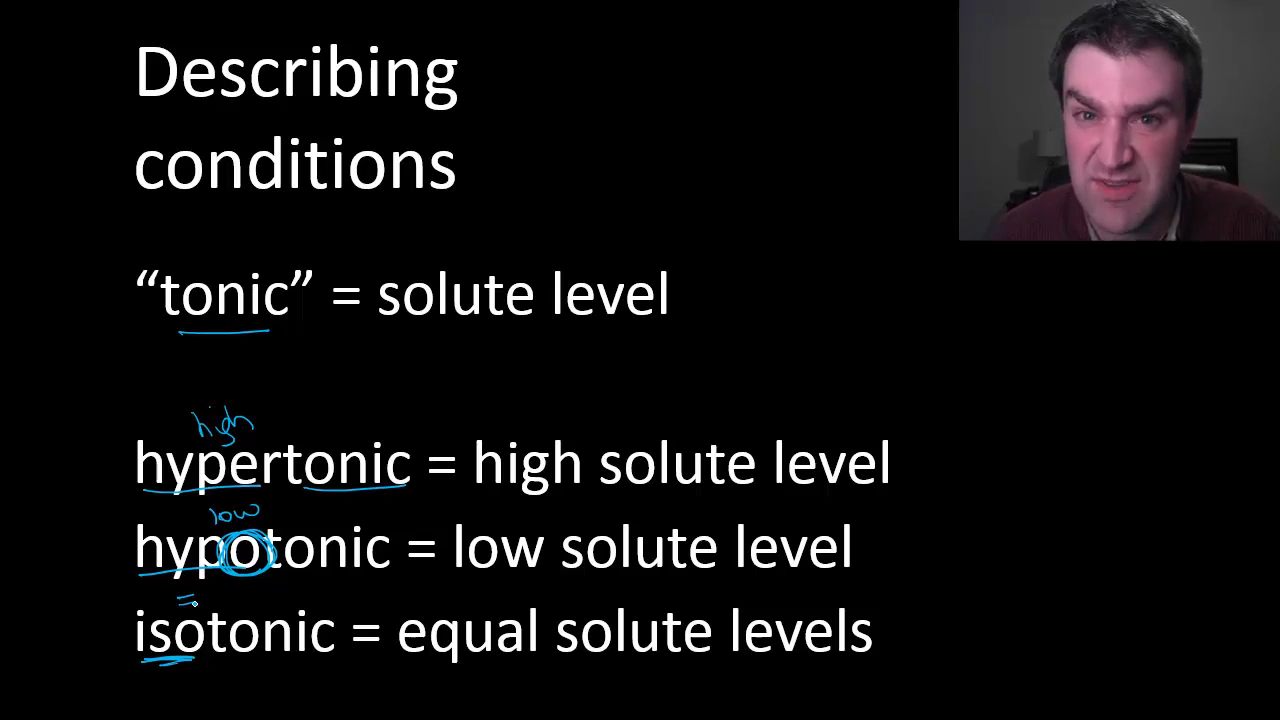 Describing
conditions
“tonic” = solute level
high
hypertonic = high solute level
low
hypotonic = low solute level
=
isotonic = equal solute levels